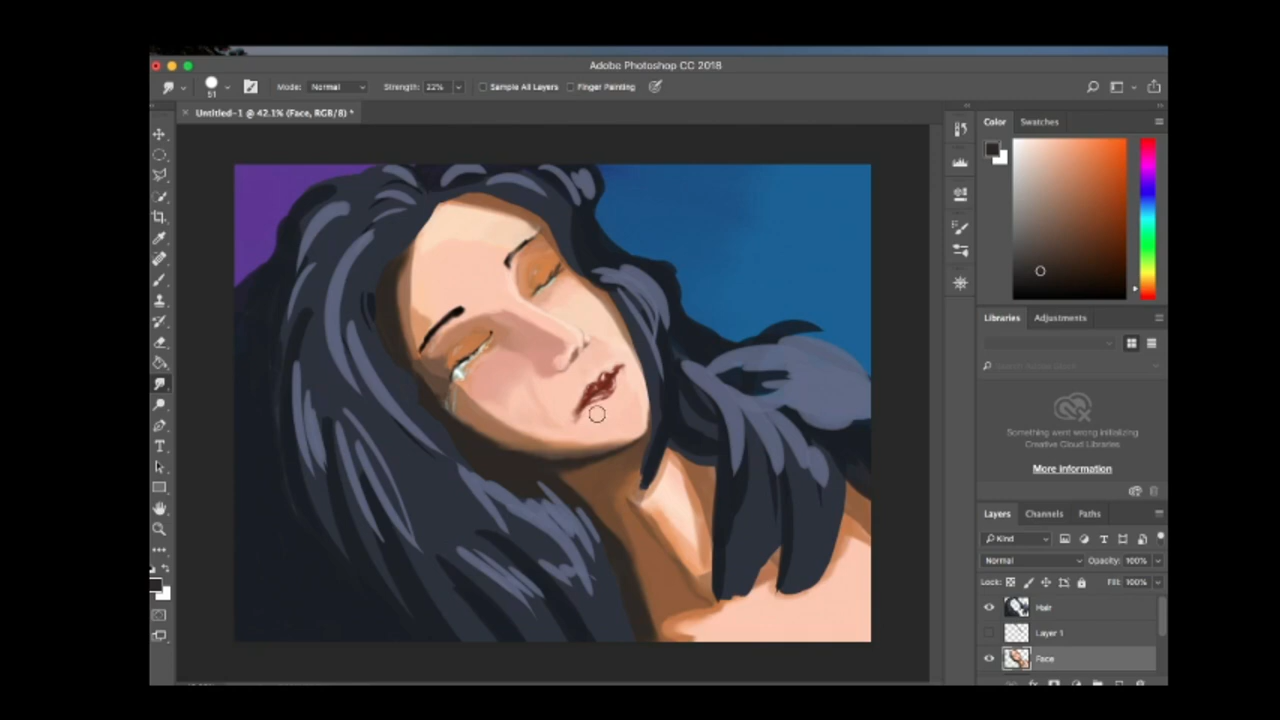 Adobe Photoshop CC 2018
51 Mode: Normal Strength: 22% Sample All Layers Finger Painting
× Untitled-1 @ 42.1% (Face, RGB/8) *
Color Swatches
Libraries Adjustments
Something went wrong initializing
Creative Cloud Libraries
More information
Layers Channels Paths
Kind
Normal Opacity: 100%
Lock: Fill: 100%
Hair
Layer 1
Face